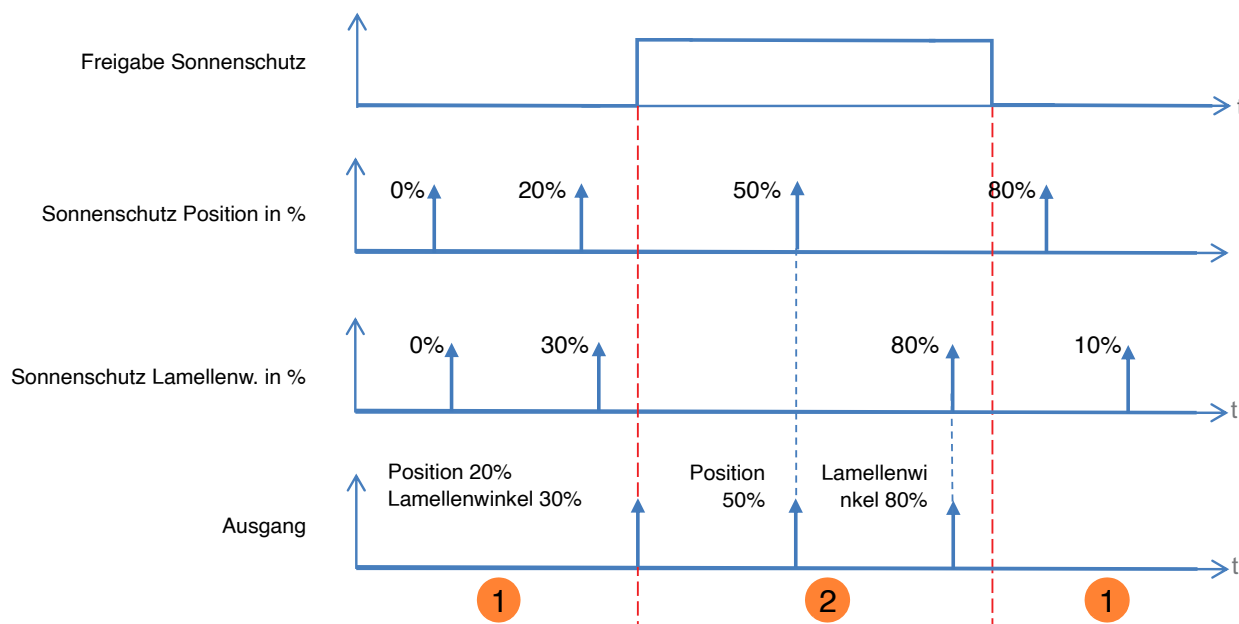 Freigabe Sonnenschutz
t
Sonnenschutz Position in %
0%
20%
50%
80%
Sonnenschutz Lamellenw. in %
0%
30%
80%
10%
t
Ausgang
Position 20%
Lamellenwinkel 30%
Position
50%
Lamellenwi
nkel 80%
t
1
2
1